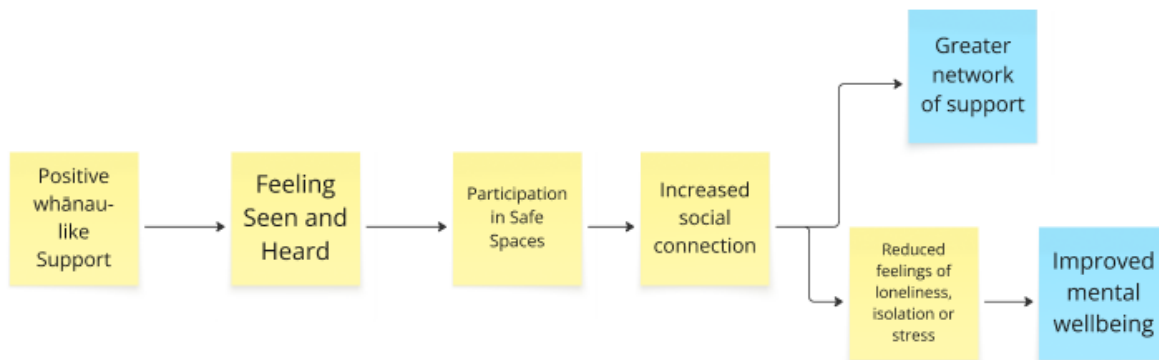 Positive
whānau-
like
Support
Feeling
Seen and
Heard
Participation
in Safe
Spaces
Increased
social
connection
Greater
network
of support
Reduced
feelings of
loneliness,
isolation or
stress
Improved
mental
wellbeing